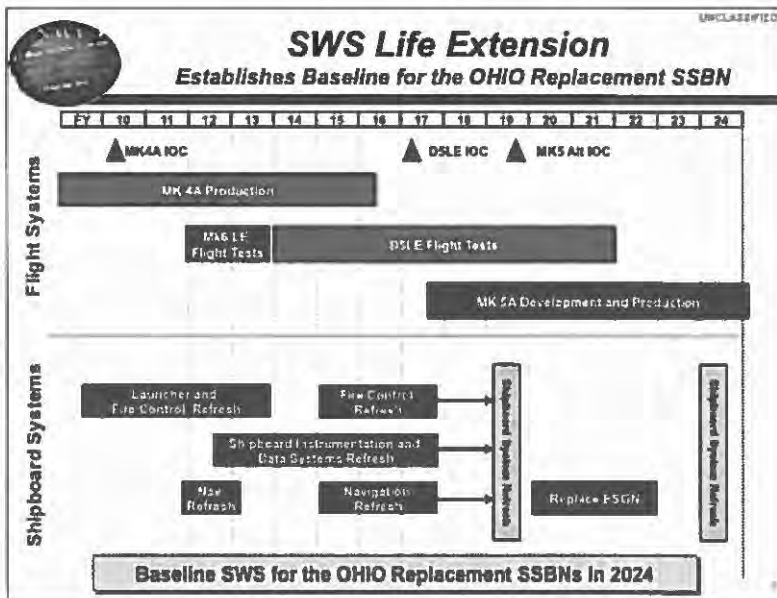 UNCLASSIFIED
SWS Life Extension
Establishes Baseline for the OHIO Replacement SSBN
FY 10 11 12 13 14 15 16 17 18 19 20 21 22 23 24
MK4A IOC D5LE IOC MK5 Alt IOC
Flight Systems
MK 4A Production
Mk6 LE
Flight Tests
D5LE Flight Tests
MK 5A Development and Production
Shipboard Systems
Launcher and
Fire Control Refresh
Fire Control
Refresh
Shipboard Instrumentation and
Data Systems Refresh
Nav
Refresh
Navigation
Refresh
Shipboard Systems Refresh
Replace ESGN
Shipboard Systems Refresh
Baseline SWS for the OHIO Replacement SSBNs in 2024